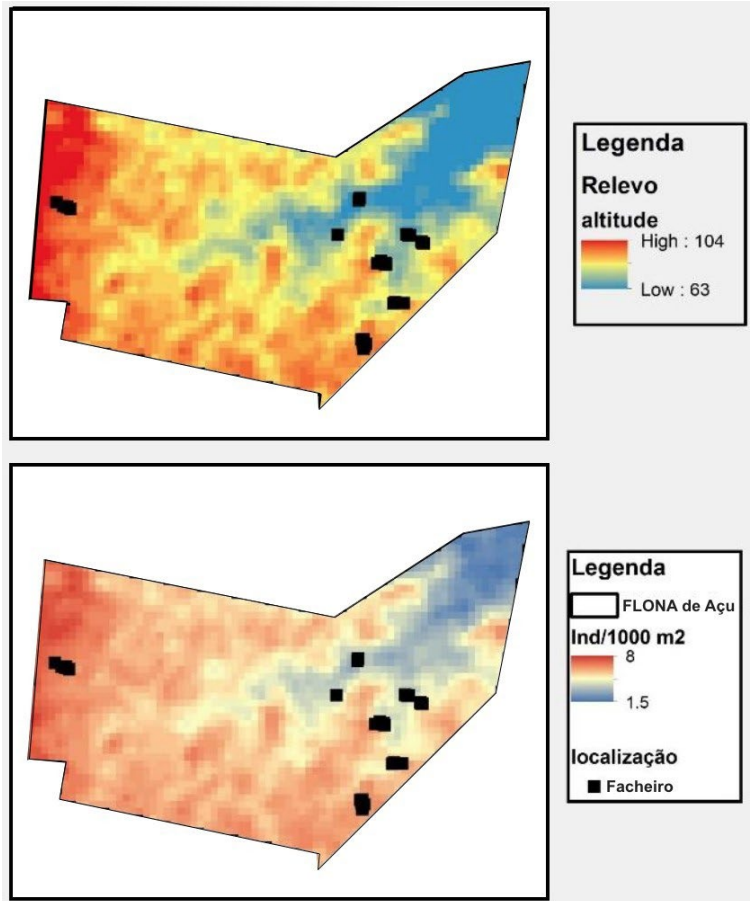 Legenda
Relevo
altitude
High : 104
Low : 63
Legenda
FLONA de Açu
Ind/1000 m2
8
1.5
localização
Facheiro